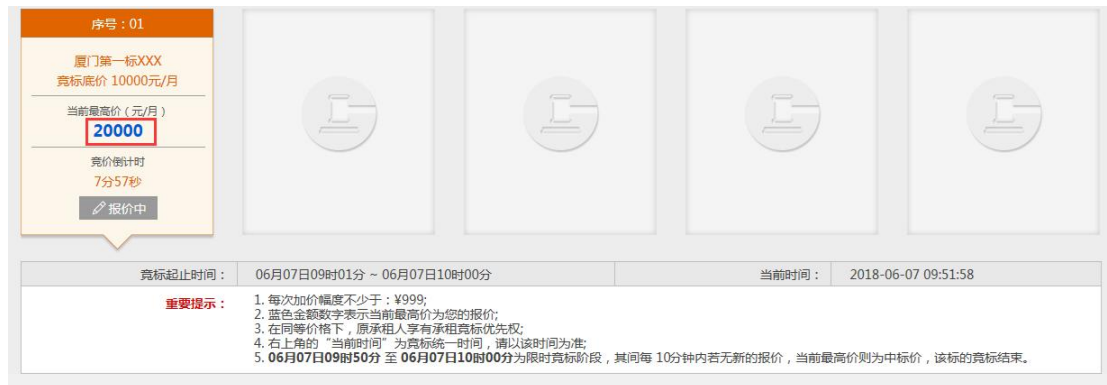 序号：01
厦门第一标XXX
竞标底价 10000元/月
当前最高价（元/月）
20000
竞价倒计时
7分57秒
报价中
竞标起止时间： 06月07日09时01分 ~ 06月07日10时00分 当前时间： 2018-06-07 09:51:58
重要提示： 1. 每次加价幅度不少于：¥999;
2. 蓝色金额数字表示当前最高价为您的报价;
3. 在同等价格下，原承租人享有承租竞标优先权;
4. 右上角的“当前时间”为竞标统一时间，请以该时间为准;
5. 06月07日09时50分 至 06月07日10时00分为限时竞标阶段，其间每 10分钟内若无新的报价，当前最高价则为中标价，该标的竞标结束。